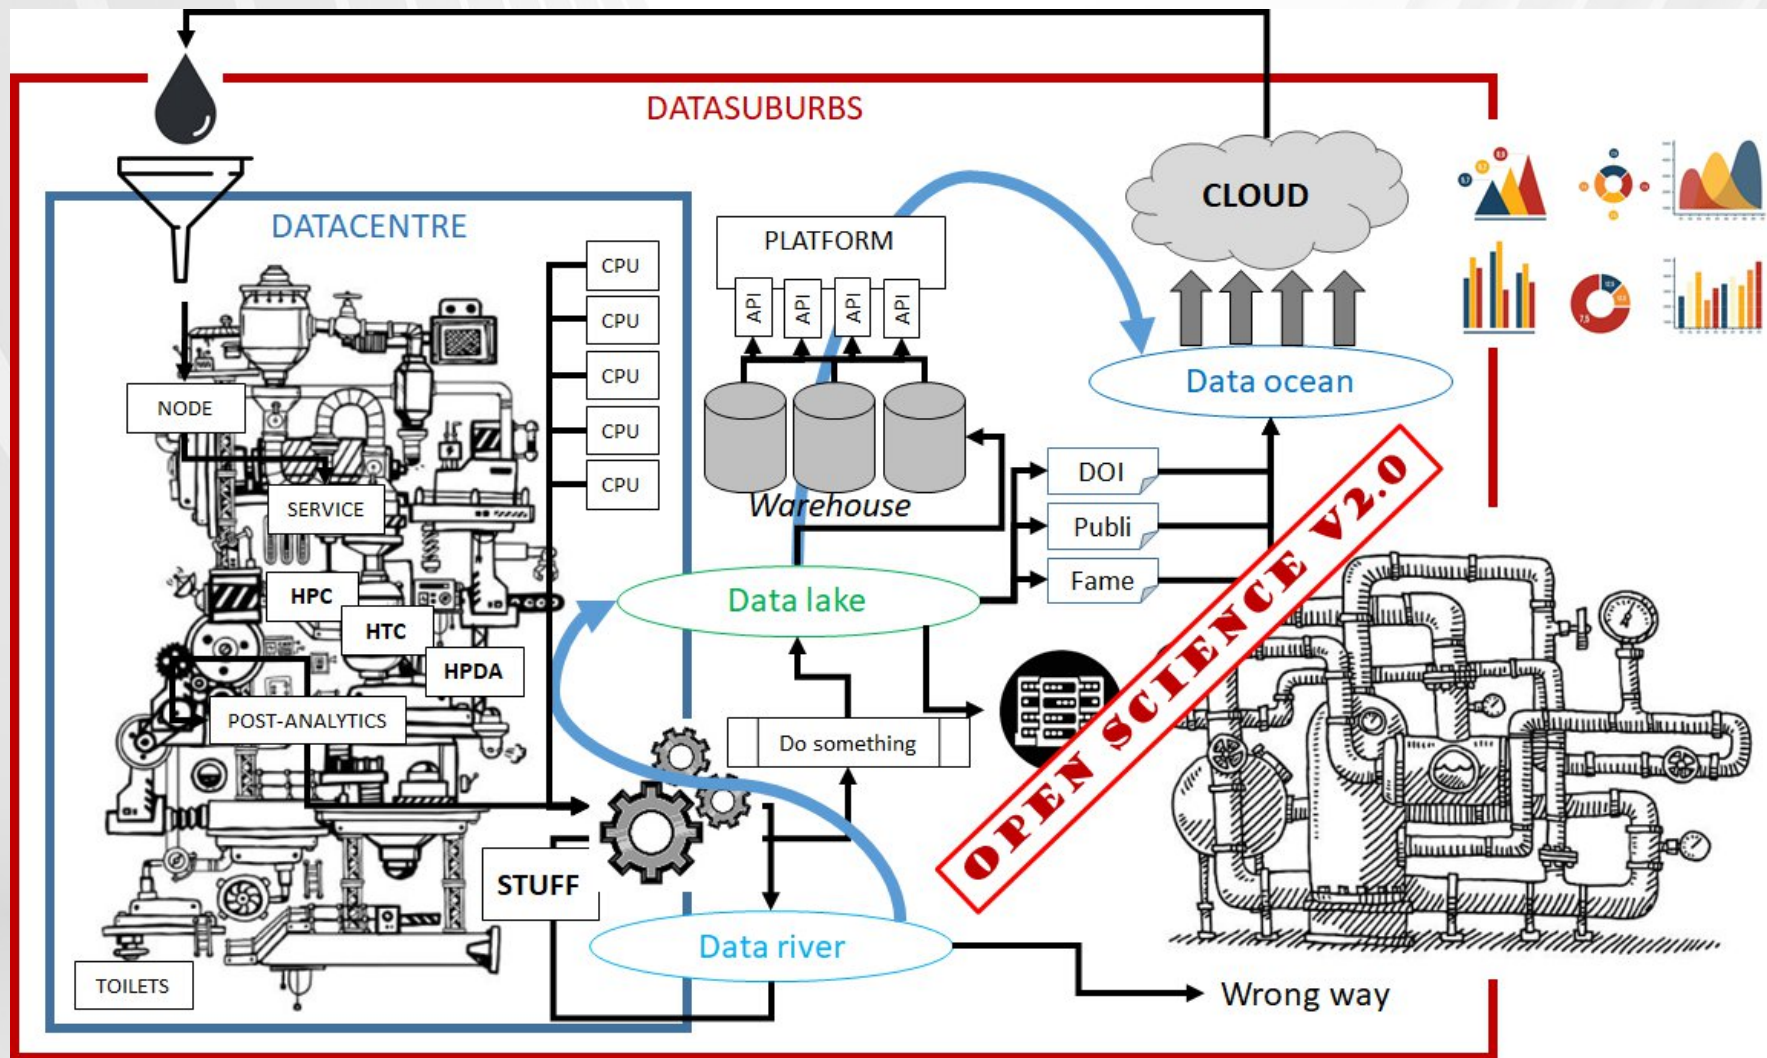 DATASUBURBS
DATACENTRE
CLOUD
PLATFORM
API
API
API
API
CPU
CPU
CPU
CPU
CPU
Data ocean
NODE
Warehouse
DOI
Publi
Fame
SERVICE
HPC
HTC
HPDA
POST-ANALYTICS
Data lake
Do something
OPEN SCIENCE V2.0
STUFF
Data river
TOILETS
Wrong way
7,5